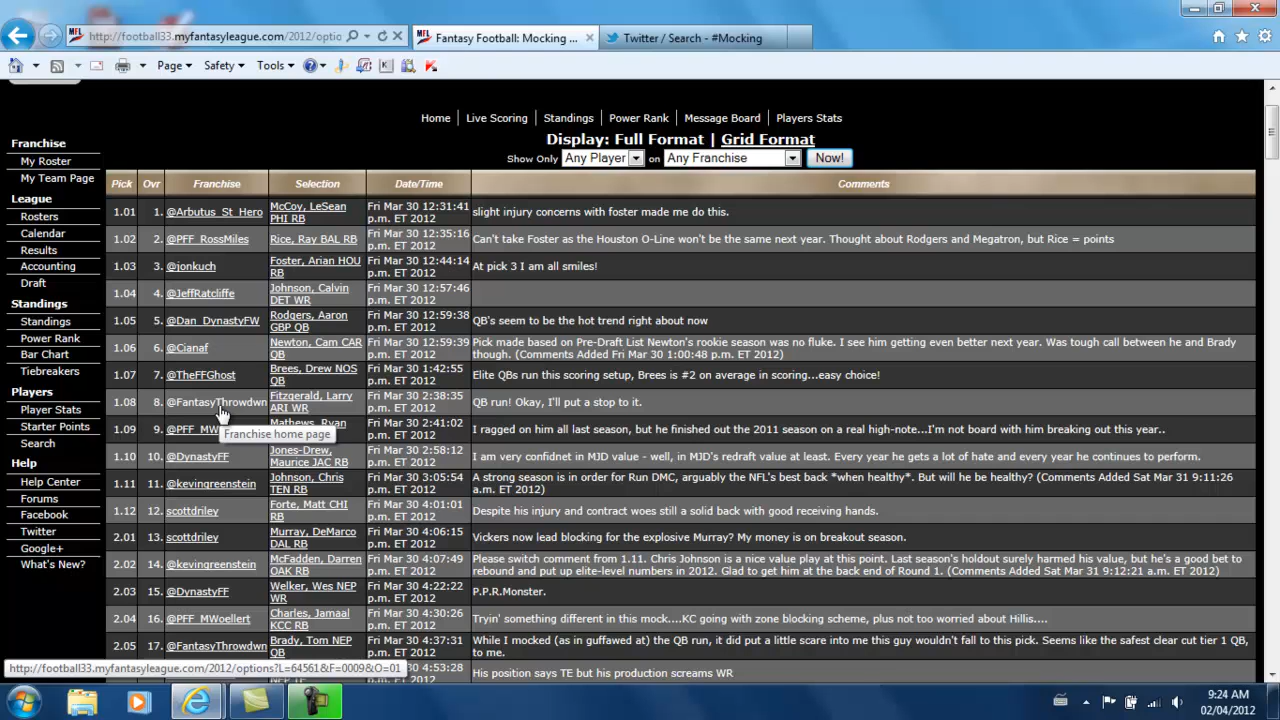 http://football33.myfantasyleague.com/2012/optio
Fantasy Football: Mocking ...
Twitter / Search - #Mocking
Page
Safety
Tools
Home
Live Scoring
Standings
Power Rank
Message Board
Players Stats
Display: Full Format | Grid Format
Show Only Any Player on Any Franchise Now!
Franchise
My Roster
My Team Page
League
Rosters
Calendar
Results
Accounting
Draft
Standings
Standings
Power Rank
Bar Chart
Tiebreakers
Players
Player Stats
Starter Points
Search
Help
Help Center
Forums
Facebook
Twitter
Google+
What's New?
Pick Ovr Franchise Selection Date/Time Comments
1.01 1. @Arbutus_St_Hero McCoy, LeSean PHI RB Fri Mar 30 12:31:41 p.m. ET 2012 slight injury concerns with foster made me do this.
1.02 2. @PFF_RossMiles Rice, Ray BAL RB Fri Mar 30 12:35:16 p.m. ET 2012 Can't take Foster as the Houston O-Line won't be the same next year. Thought about Rodgers and Megatron, but Rice = points
1.03 3. @jonkuch Foster, Arian HOU RB Fri Mar 30 12:44:14 p.m. ET 2012 At pick 3 I am all smiles!
1.04 4. @JeffRatcliffe Johnson, Calvin DET WR Fri Mar 30 12:57:46 p.m. ET 2012
1.05 5. @Dan_DynastyFW Rodgers, Aaron GBP QB Fri Mar 30 12:59:38 p.m. ET 2012 QB's seem to be the hot trend right about now
1.06 6. @Cianaf Newton, Cam CAR QB Fri Mar 30 12:59:39 p.m. ET 2012 Pick made based on Pre-Draft List Newton's rookie season was no fluke. I see him getting even better next year. Was tough call between he and Brady though. (Comments Added Fri Mar 30 1:00:48 p.m. ET 2012)
1.07 7. @TheFFGhost Brees, Drew NOS QB Fri Mar 30 1:42:55 p.m. ET 2012 Elite QBs run this scoring setup, Brees is #2 on average in scoring...easy choice!
1.08 8. @FantasyThrowdwn Fitzgerald, Larry ARI WR Fri Mar 30 2:38:35 p.m. ET 2012 QB run! Okay, I'll put a stop to it.
1.09 9. @PFF_MW Mathews, Ryan Fri Mar 30 2:41:02 p.m. ET 2012 I ragged on him all last season, but he finished out the 2011 season on a real high-note...I'm not board with him breaking out this year..
Franchise home page
1.10 10. @DynastyFF Jones-Drew, Maurice JAC RB Fri Mar 30 2:58:12 p.m. ET 2012 I am very confidnet in MJD value - well, in MJD's redraft value at least. Every year he gets a lot of hate and every year he continues to perform.
1.11 11. @kevingreenstein Johnson, Chris TEN RB Fri Mar 30 3:05:54 p.m. ET 2012 A strong season is in order for Run DMC, arguably the NFL's best back *when healthy*. But will he be healthy? (Comments Added Sat Mar 31 9:11:26 a.m. ET 2012)
1.12 12. scottdriley Forte, Matt CHI RB Fri Mar 30 4:01:01 p.m. ET 2012 Despite his injury and contract woes still a solid back with good receiving hands.
2.01 13. scottdriley Murray, DeMarco DAL RB Fri Mar 30 4:06:15 p.m. ET 2012 Vickers now lead blocking for the explosive Murray? My money is on breakout season.
2.02 14. @kevingreenstein McFadden, Darren OAK RB Fri Mar 30 4:07:49 p.m. ET 2012 Please switch comment from 1.11. Chris Johnson is a nice value play at this point. Last season's holdout surely harmed his value, but he's a good bet to rebound and put up elite-level numbers in 2012. Glad to get him at the back end of Round 1. (Comments Added Sat Mar 31 9:12:21 a.m. ET 2012)
2.03 15. @DynastyFF Welker, Wes NEP WR Fri Mar 30 4:22:22 p.m. ET 2012 P.P.R.Monster.
2.04 16. @PFF_MWoellert Charles, Jamaal KCC RB Fri Mar 30 4:30:26 p.m. ET 2012 Tryin' something different in this mock....KC going with zone blocking scheme, plus not too worried about Hillis....
2.05 17. @FantasyThrowdwn Brady, Tom NEP QB Fri Mar 30 4:37:31 p.m. ET 2012 While I mocked (as in guffawed at) the QB run, it did put a little scare into me this guy wouldn't fall to this pick. Seems like the safest clear cut tier 1 QB, to me.
4:53:28 His position says TE but his production screams WR
http://football33.myfantasyleague.com/2012/options?L=64561&F=0009&O=01
9:24 AM
02/04/2012